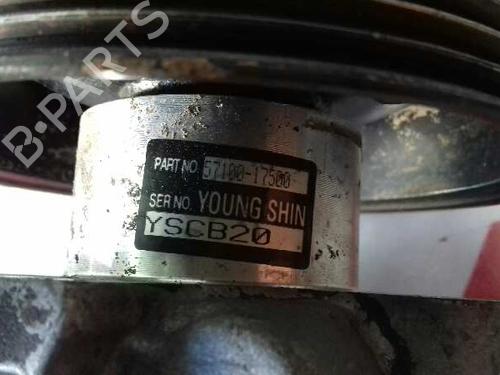 B-PARTS
PART NO. 57100-17500
SER NO. YOUNG SHIN
YSCB20